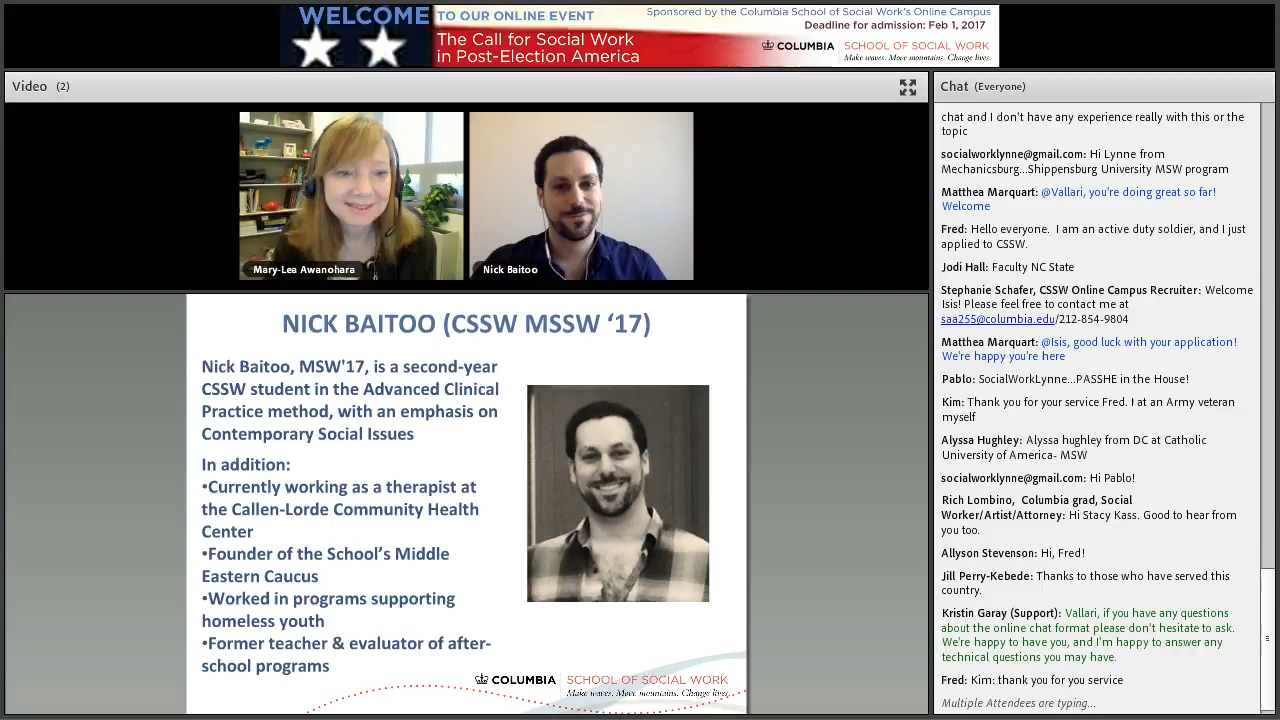 WELCOME TO OUR ONLINE EVENT
The Call for Social Work
in Post-Election America
Sponsored by the Columbia School of Social Work's Online Campus
Deadline for admission: Feb 1, 2017
COLUMBIA | SCHOOL OF SOCIAL WORK
Make waves. Move mountains. Change lives.
Video (2)
Mary-Lea Awanohara
Nick Baitoo
NICK BAITOO (CSSW MSSW ‘17)
Nick Baitoo, MSW'17, is a second-year
CSSW student in the Advanced Clinical
Practice method, with an emphasis on
Contemporary Social Issues
In addition:
•Currently working as a therapist at
the Callen-Lorde Community Health
Center
•Founder of the School’s Middle
Eastern Caucus
•Worked in programs supporting
homeless youth
•Former teacher & evaluator of after-
school programs
COLUMBIA | SCHOOL OF SOCIAL WORK
Make waves. Move mountains. Change lives.
Chat (Everyone)
chat and I don't have any experience really with this or the
topic
socialworklynne@gmail.com: Hi Lynne from
Mechanicsburg...Shippensburg University MSW program
Matthea Marquart: @Vallari, you're doing great so far!
Welcome
Fred: Hello everyone.  I am an active duty soldier, and I just
applied to CSSW.
Jodi Hall: Faculty NC State
Stephanie Schafer, CSSW Online Campus Recruiter: Welcome
Isis! Please feel free to contact me at
saa255@columbia.edu/212-854-9804
Matthea Marquart: @Isis, good luck with your application!
We're happy you're here
Pablo: SocialWorkLynne...PASSHE in the House!
Kim: Thank you for your service Fred. I at an Army veteran
myself
Alyssa Hughley: Alyssa hughley from DC at Catholic
University of America- MSW
socialworklynne@gmail.com: Hi Pablo!
Rich Lombino,  Columbia grad, Social
Worker/Artist/Attorney: Hi Stacy Kass. Good to hear from
you too.
Allyson Stevenson: Hi, Fred!
Jill Perry-Kebede: Thanks to those who have served this
country.
Kristin Garay (Support): Vallari, if you have any questions
about the online chat format please don't hesitate to ask.
We're happy to have you, and I'm happy to answer any
technical questions you may have.
Fred: Kim: thank you for you service
Multiple Attendees are typing...